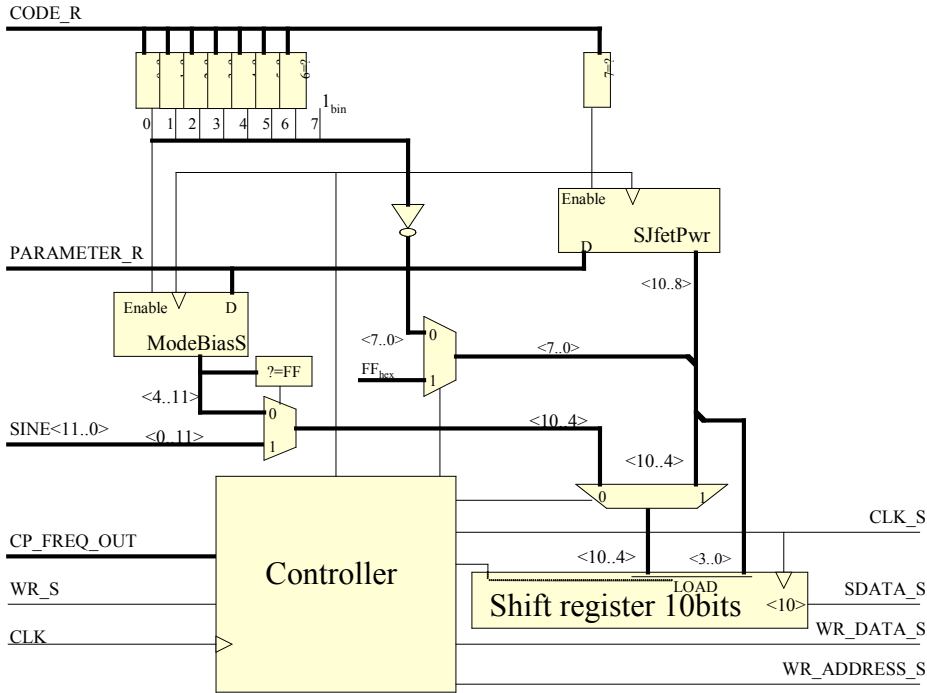 CODE_R
6=?
7=?
1bin
0 1 2 3 4 5 6 7
Enable
SJfetPwr
D
PARAMETER_R
<10..8>
Enable D
ModeBiasS
<7..0>
0
<7..0>
?=FF
FFhex
1
<4..11>
0
SINE<11..0>
<0..11>
1
<10..4>
<10..4>
0 1
CLK_S
CP_FREQ_OUT
<10..4>
<3..0>
Controller
LOAD
WR_S
Shift register 10bits
<10>
SDATA_S
CLK
WR_DATA_S
WR_ADDRESS_S